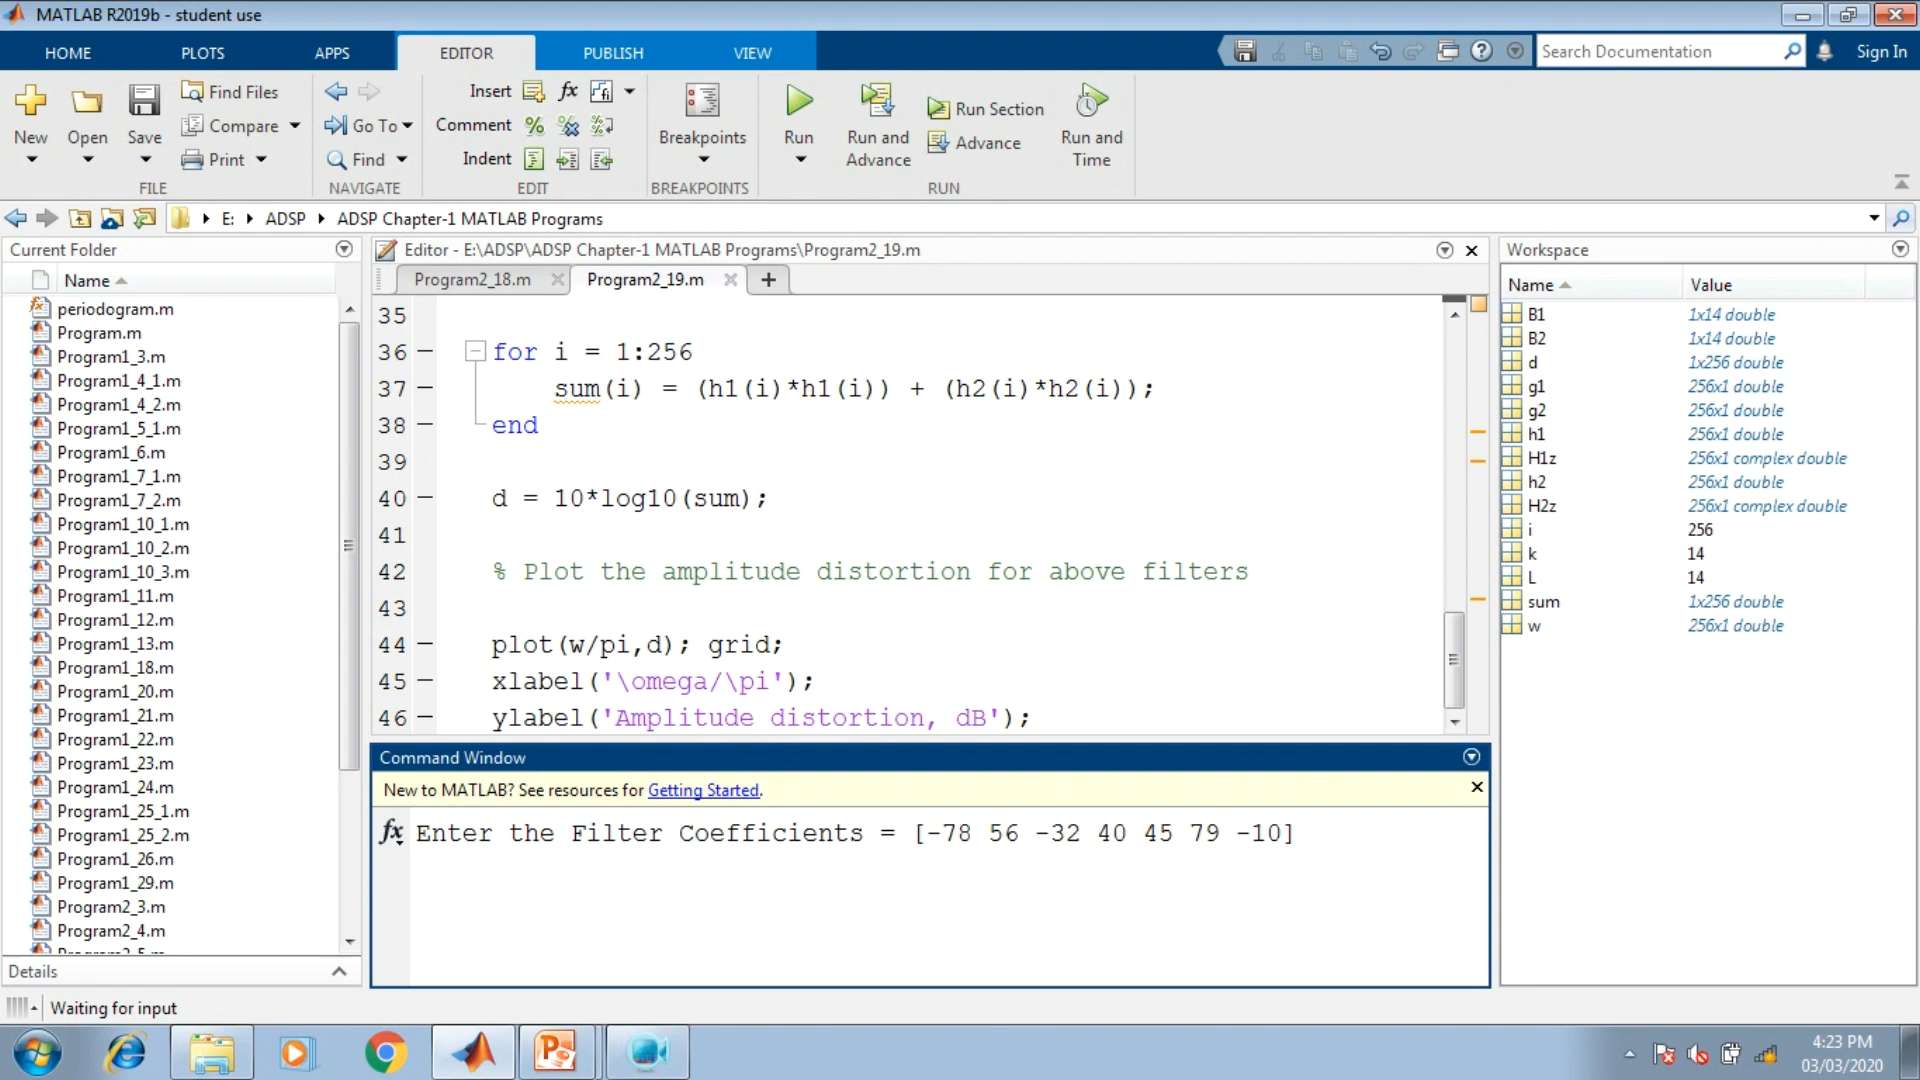 MATLAB R2019b - student use
HOME PLOTS APPS EDITOR PUBLISH VIEW Search Documentation Sign In
New Open Save Find Files Compare Print
FILE
Go To Find
NAVIGATE
Insert fx
Comment
Indent
EDIT
Breakpoints
BREAKPOINTS
Run Run and Advance Run Section Advance Run and Time
RUN
E: ADSP ADSP Chapter-1 MATLAB Programs
Current Folder
Name
periodogram.m
Program.m
Program1_3.m
Program1_4_1.m
Program1_4_2.m
Program1_5_1.m
Program1_6.m
Program1_7_1.m
Program1_7_2.m
Program1_10_1.m
Program1_10_2.m
Program1_10_3.m
Program1_11.m
Program1_12.m
Program1_13.m
Program1_18.m
Program1_20.m
Program1_21.m
Program1_22.m
Program1_23.m
Program1_24.m
Program1_25_1.m
Program1_25_2.m
Program1_26.m
Program1_29.m
Program2_3.m
Program2_4.m
Details
Editor - E:\ADSP\ADSP Chapter-1 MATLAB Programs\Program2_19.m
Program2_18.m Program2_19.m
35
36 for i = 1:256
37 sum(i) = (h1(i)*h1(i)) + (h2(i)*h2(i));
38 end
39
40 d = 10*log10(sum);
41
42 % Plot the amplitude distortion for above filters
43
44 plot(w/pi,d); grid;
45 xlabel('\omega/\pi');
46 ylabel('Amplitude distortion, dB');
Command Window
New to MATLAB? See resources for Getting Started.
fx Enter the Filter Coefficients = [-78 56 -32 40 45 79 -10]
Workspace
Name Value
B1 1x14 double
B2 1x14 double
d 1x256 double
g1 256x1 double
g2 256x1 double
h1 256x1 double
H1z 256x1 complex double
h2 256x1 double
H2z 256x1 complex double
i 256
k 14
L 14
sum 1x256 double
w 256x1 double
Waiting for input
4:23 PM
03/03/2020